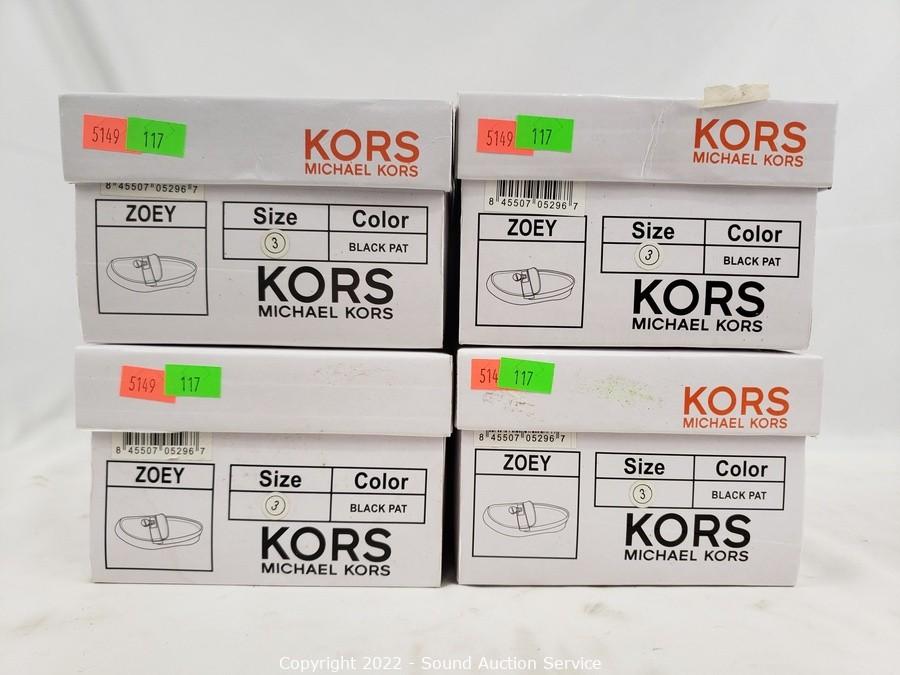 5149 117
KORS
MICHAEL KORS
8 45507 05296 7
ZOEY
Size Color
3 BLACK PAT
KORS
MICHAEL KORS
5149 117
KORS
MICHAEL KORS
8 45507 05296 7
ZOEY
Size Color
3 BLACK PAT
KORS
MICHAEL KORS
5149 117
8 45507 05296 7
ZOEY
Size Color
3 BLACK PAT
KORS
MICHAEL KORS
514 117
KORS
MICHAEL KORS
8 45507 05296 7
ZOEY
Size Color
3 BLACK PAT
KORS
MICHAEL KORS
Copyright 2022 - Sound Auction Service